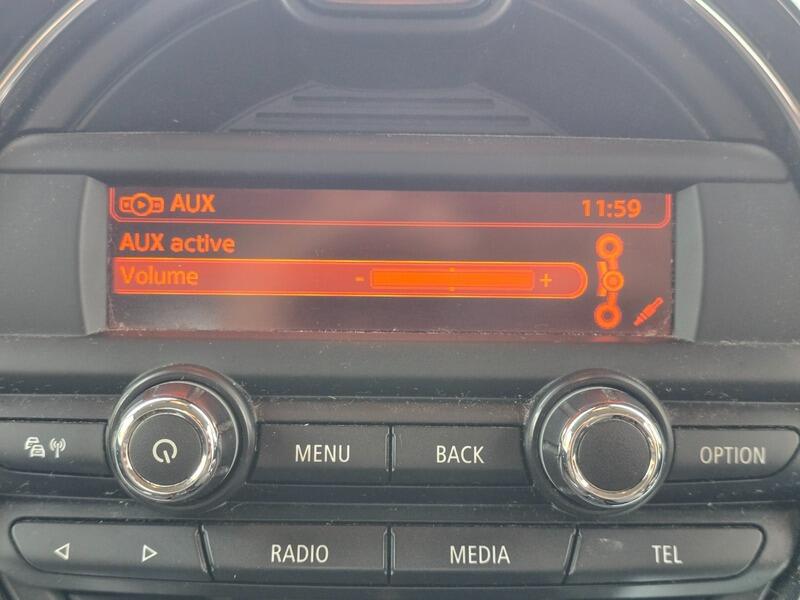 AUX 11:59
AUX active
Volume - +
MENU BACK OPTION
RADIO MEDIA TEL